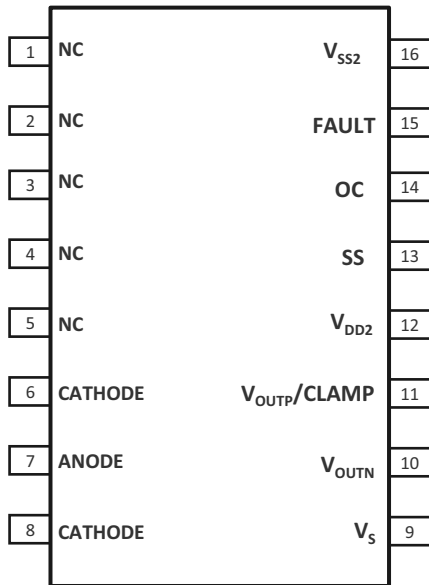 1 NC V_SS2 16
2 NC FAULT 15
3 NC OC 14
4 NC SS 13
5 NC V_DD2 12
6 CATHODE V_OUTP/CLAMP 11
7 ANODE V_OUTN 10
8 CATHODE V_S 9